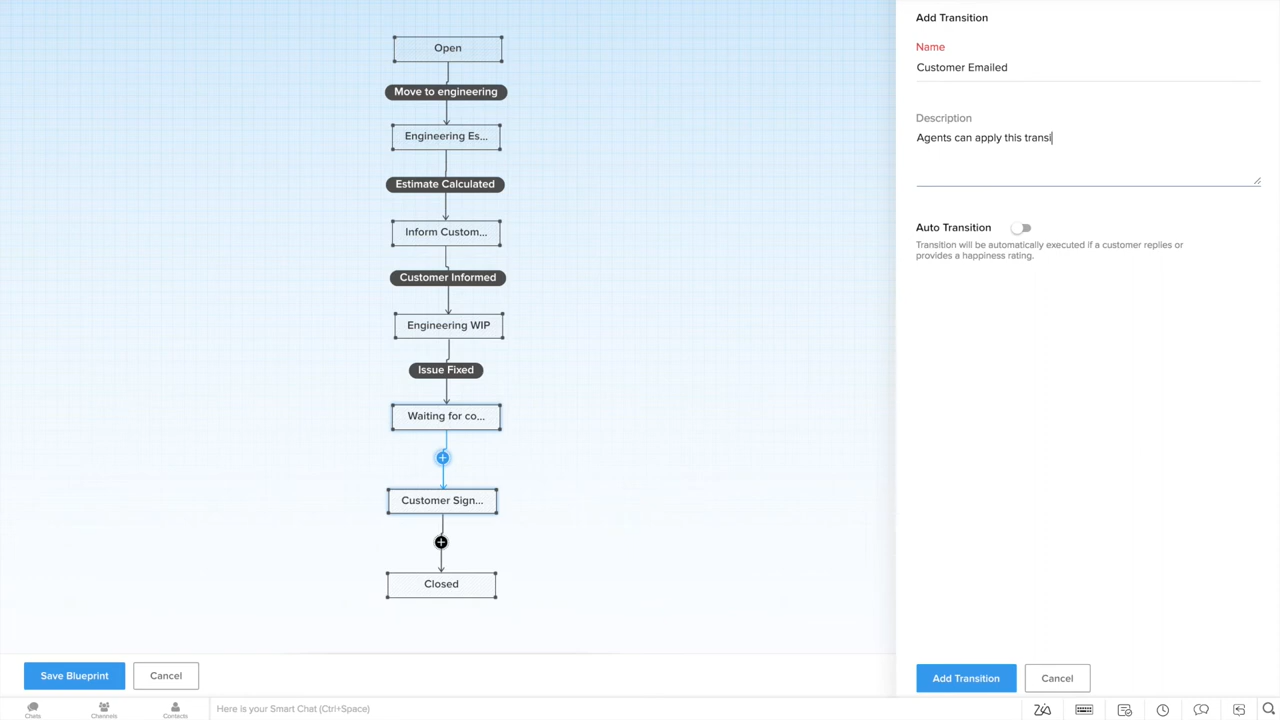 Open
Move to engineering
Engineering Es...
Estimate Calculated
Inform Custom...
Customer Informed
Engineering WIP
Issue Fixed
Waiting for co...
Customer Sign...
Closed
Save Blueprint
Cancel
Add Transition
Name
Customer Emailed
Description
Agents can apply this transi
Auto Transition
Transition will be automatically executed if a customer replies or
provides a happiness rating.
Add Transition
Cancel
Chats
Channels
Contacts
Here is your Smart Chat (Ctrl+Space)